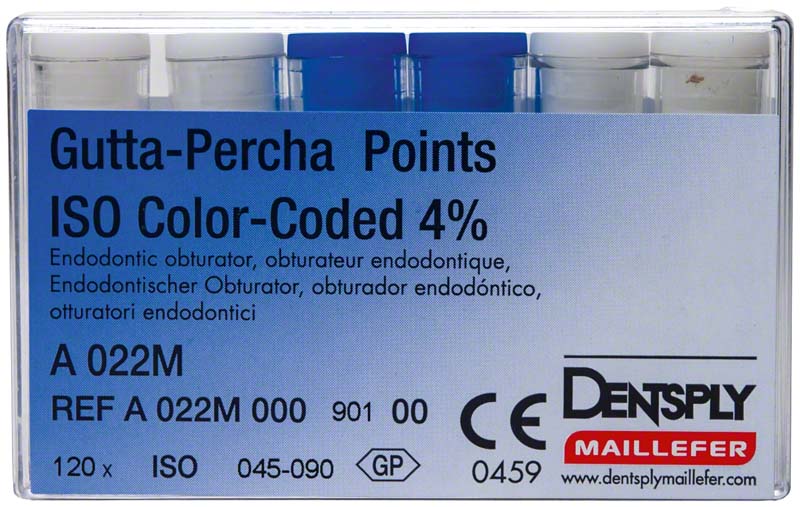 Gutta-Percha Points
ISO Color-Coded 4%
Endodontic obturator, obturateur endodontique,
Endodontischer Obturator, obturador endodóntico,
otturatori endodontici
A 022M
REF A 022M 000 901 00
120 x ISO 045-090 GP
CE
0459
DENTSPLY
MAILLEFER
www.dentsplymaillefer.com